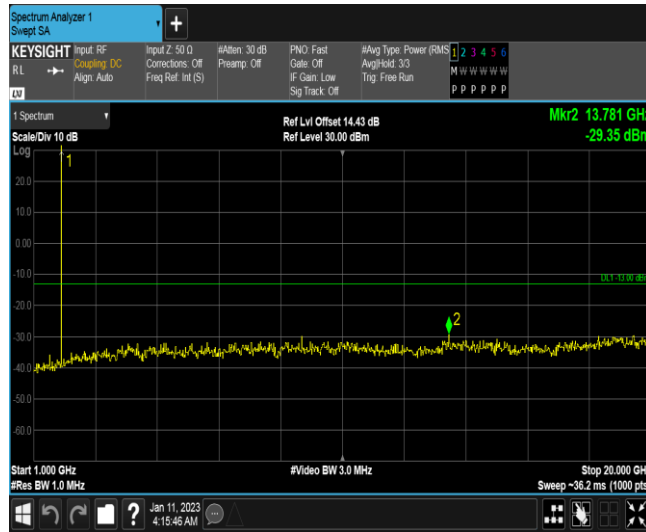 Spectrum Analyzer 1
Swept SA
+
KEYSIGHT
RL
LXI
Input: RF
Coupling: DC
Align: Auto
Input Z: 50 Ω
Corrections: Off
Freq Ref: Int (S)
#Atten: 30 dB
Preamp: Off
PNO: Fast
Gate: Off
IF Gain: Low
Sig Track: Off
#Avg Type: Power (RMS
Avg|Hold: 3/3
Trig: Free Run
1 2 3 4 5 6
M W W W W W
P P P P P P
1 Spectrum
Scale/Div 10 dB
Log
Ref Lvl Offset 14.43 dB
Ref Level 30.00 dBm
Mkr2 13.781 GHz
-29.35 dBm
1
20.0
10.0
0.00
-10.0
DL1 -13.00 dBm
-20.0
2
-30.0
-40.0
-50.0
-60.0
Start 1.000 GHz
#Res BW 1.0 MHz
#Video BW 3.0 MHz
Stop 20.000 GHz
Sweep ~36.2 ms (1000 pts)
?
Jan 11, 2023
4:15:46 AM